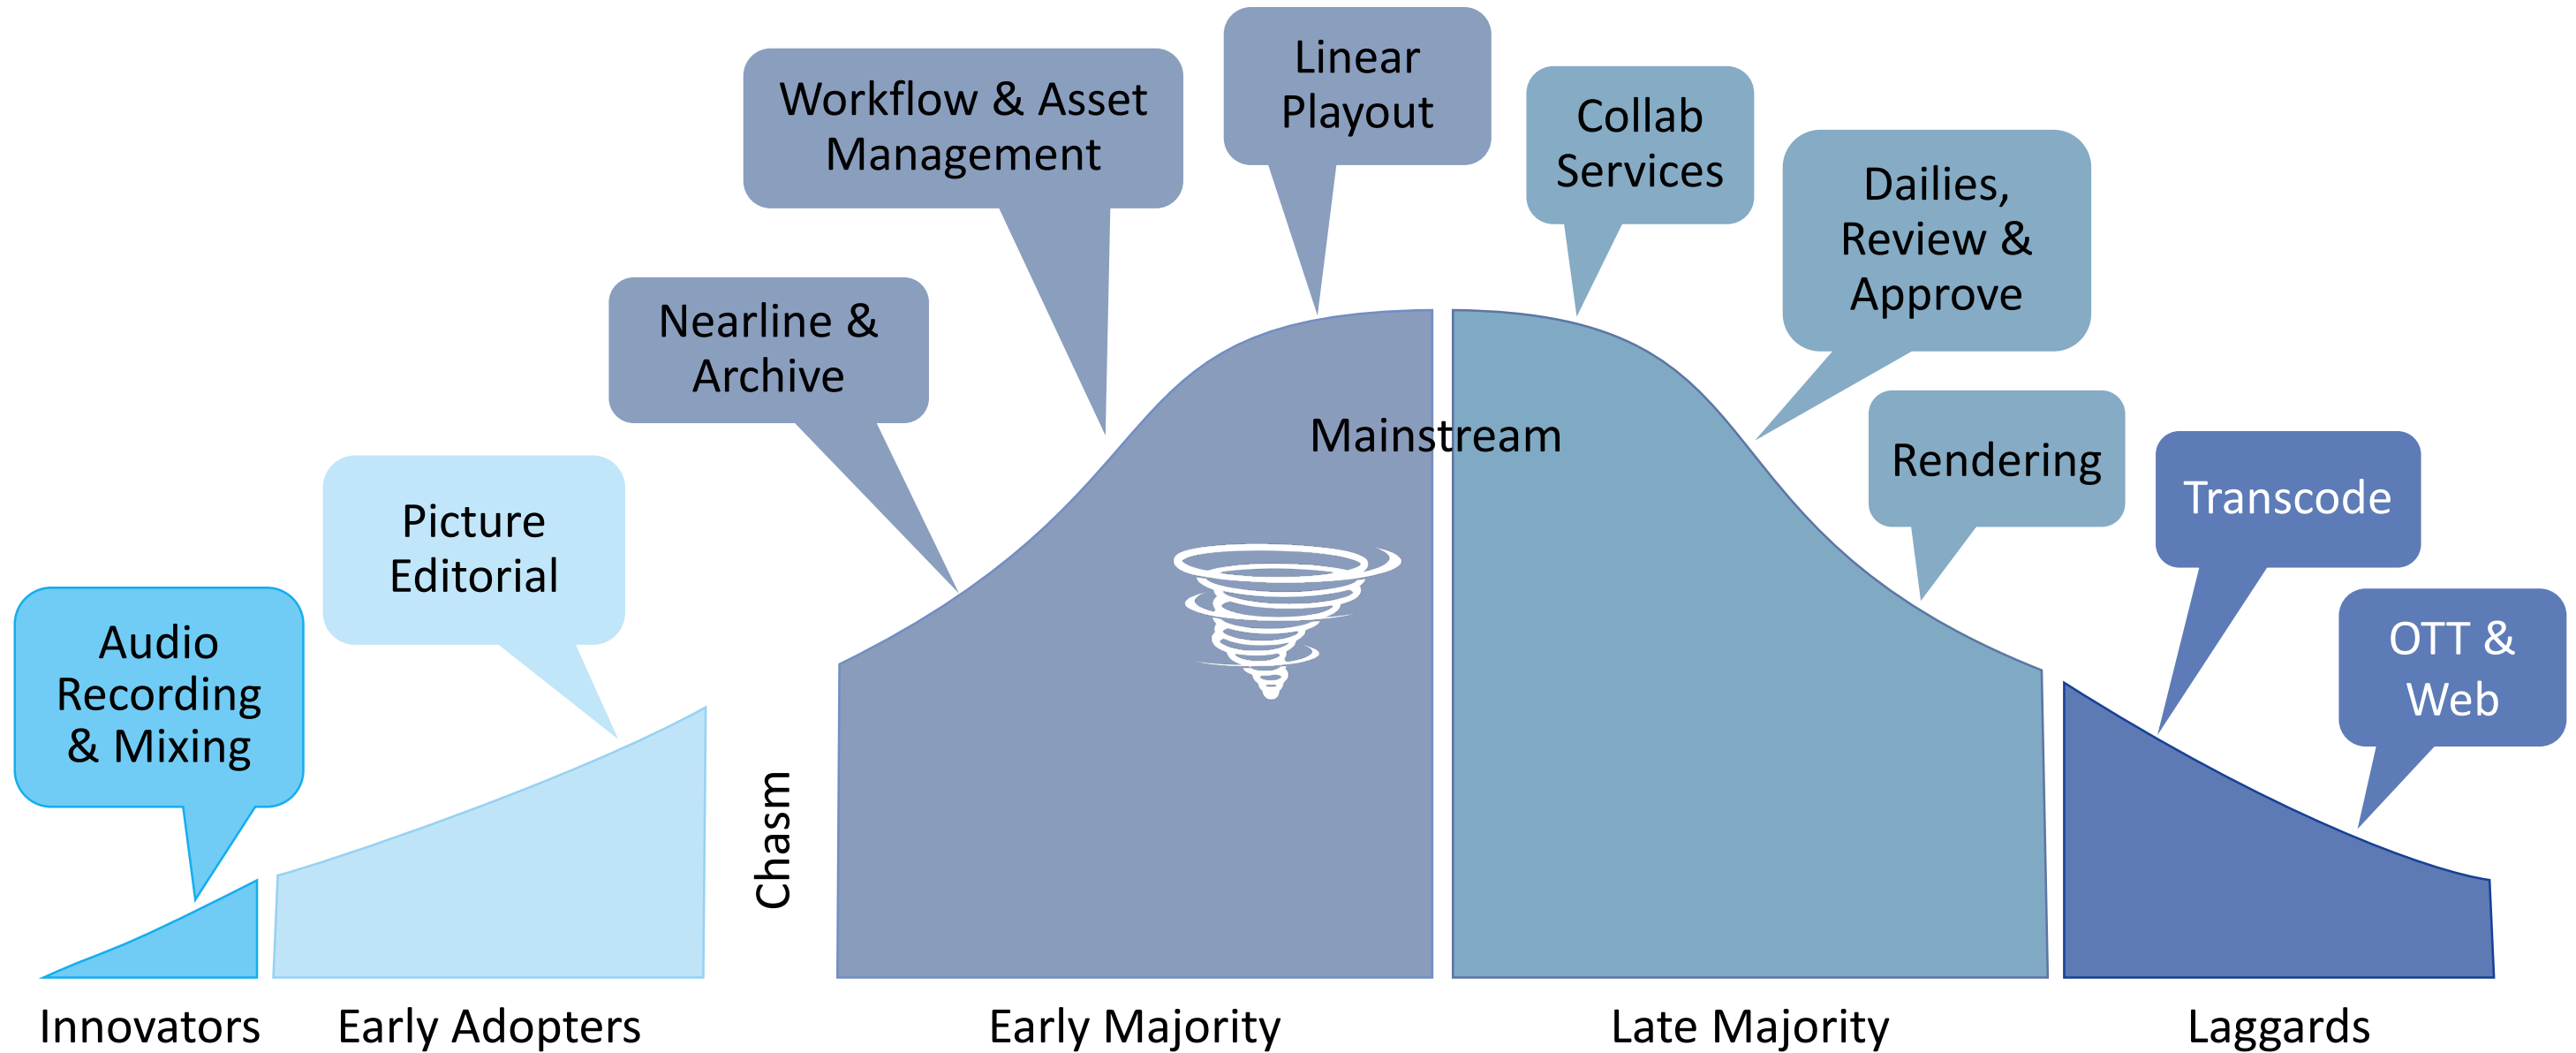 Linear
Playout
Workflow & Asset
Management
Collab
Services
Dailies,
Review &
Approve
Nearline &
Archive
Mainstream
Rendering
Transcode
Picture
Editorial
OTT &
Web
Audio
Recording
& Mixing
Chasm
Innovators
Early Adopters
Early Majority
Late Majority
Laggards